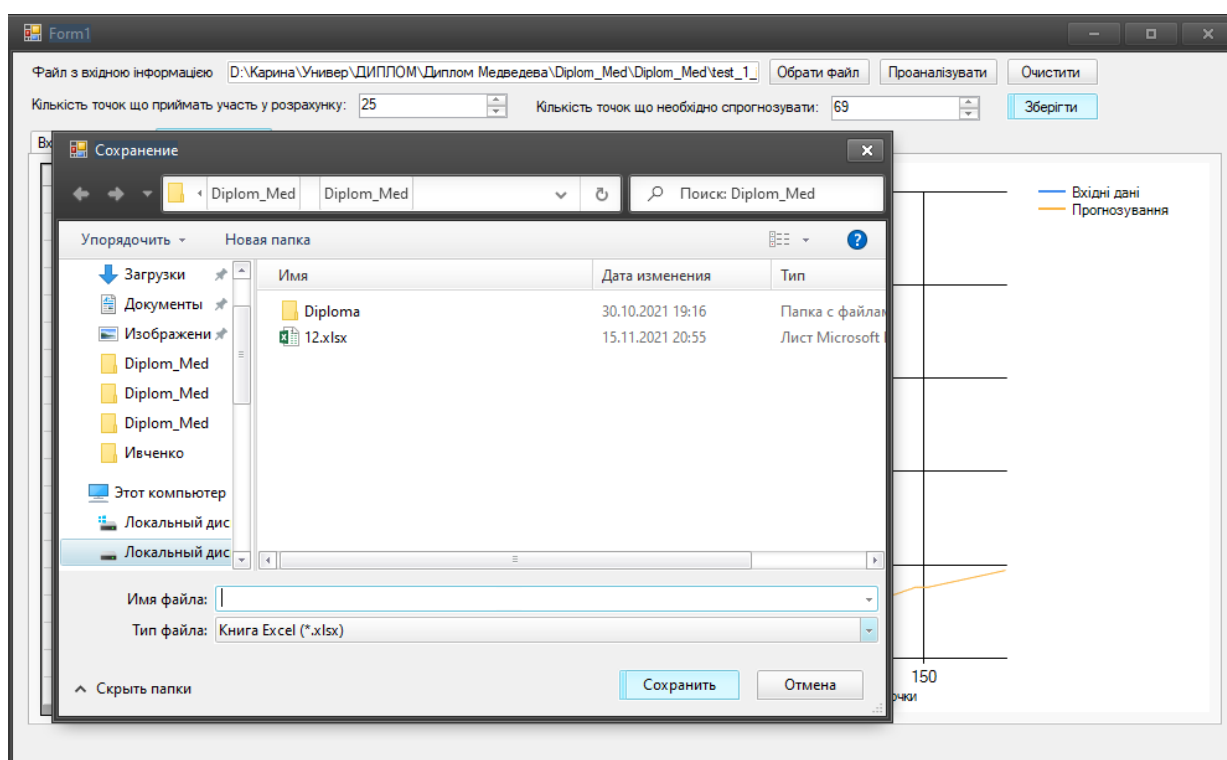 Form1
Файл з вхідною інформацією D:\Карина\Универ\ДИПЛОМ\Диплом Медведева\Diplom_Med\Diplom_Med\test_1_ Обрати файл Проаналізувати Очистити
Кількість точок що приймать участь у розрахунку: 25 Кількість точок що необхідно спрогнозувати: 69 Зберігти
Вх
Сохранение
Diplom_Med Diplom_Med Поиск: Diplom_Med
Вхідні дані
Прогнозування
Упорядочить Новая папка
Загрузки Имя Дата изменения Тип
Документы Diploma 30.10.2021 19:16 Папка с файлам
Изображени 12.xlsx 15.11.2021 20:55 Лист Microsoft
Diplom_Med
Diplom_Med
Diplom_Med
Ивченко
Этот компьютер
Локальный дис
Локальный дис
Имя файла:
Тип файла: Книга Excel (*.xlsx)
150
очки
Скрыть папки Сохранить Отмена